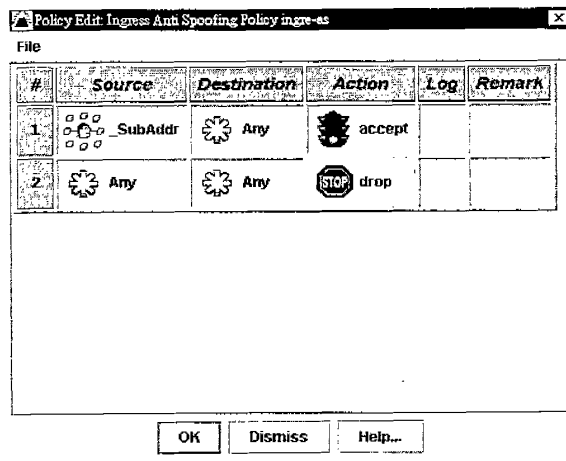 Policy Edit: Ingress Anti Spoofing Policy ingre-as
File
# Source Destination Action Log Remark
1 _SubAddr Any accept
2 Any Any STOP drop
OK Dismiss Help...